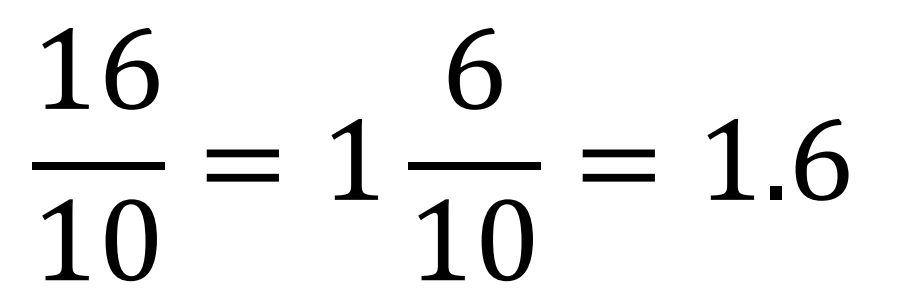 16/10 = 1 6/10 = 1.6